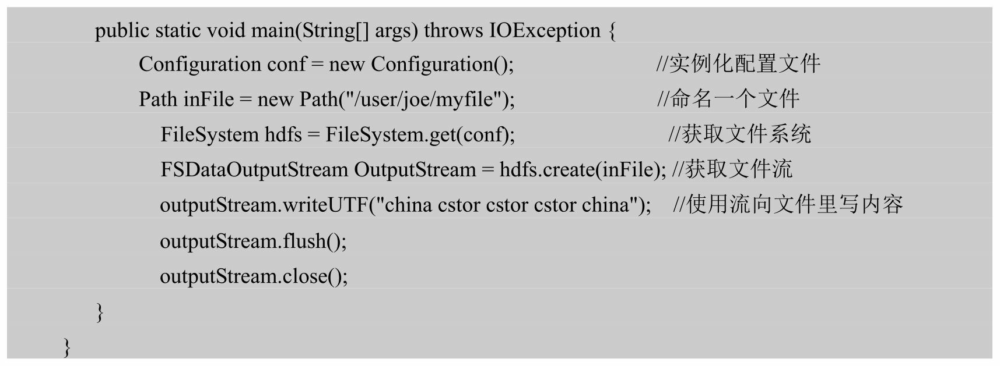 public static void main(String[] args) throws IOException {
Configuration conf = new Configuration(); //实例化配置文件
Path inFile = new Path("/user/joe/myfile"); //命名一个文件
FileSystem hdfs = FileSystem.get(conf); //获取文件系统
FSDataOutputStream OutputStream = hdfs.create(inFile); //获取文件流
outputStream.writeUTF("china cstor cstor cstor china"); //使用流向文件里写内容
outputStream.flush();
outputStream.close();
}
}